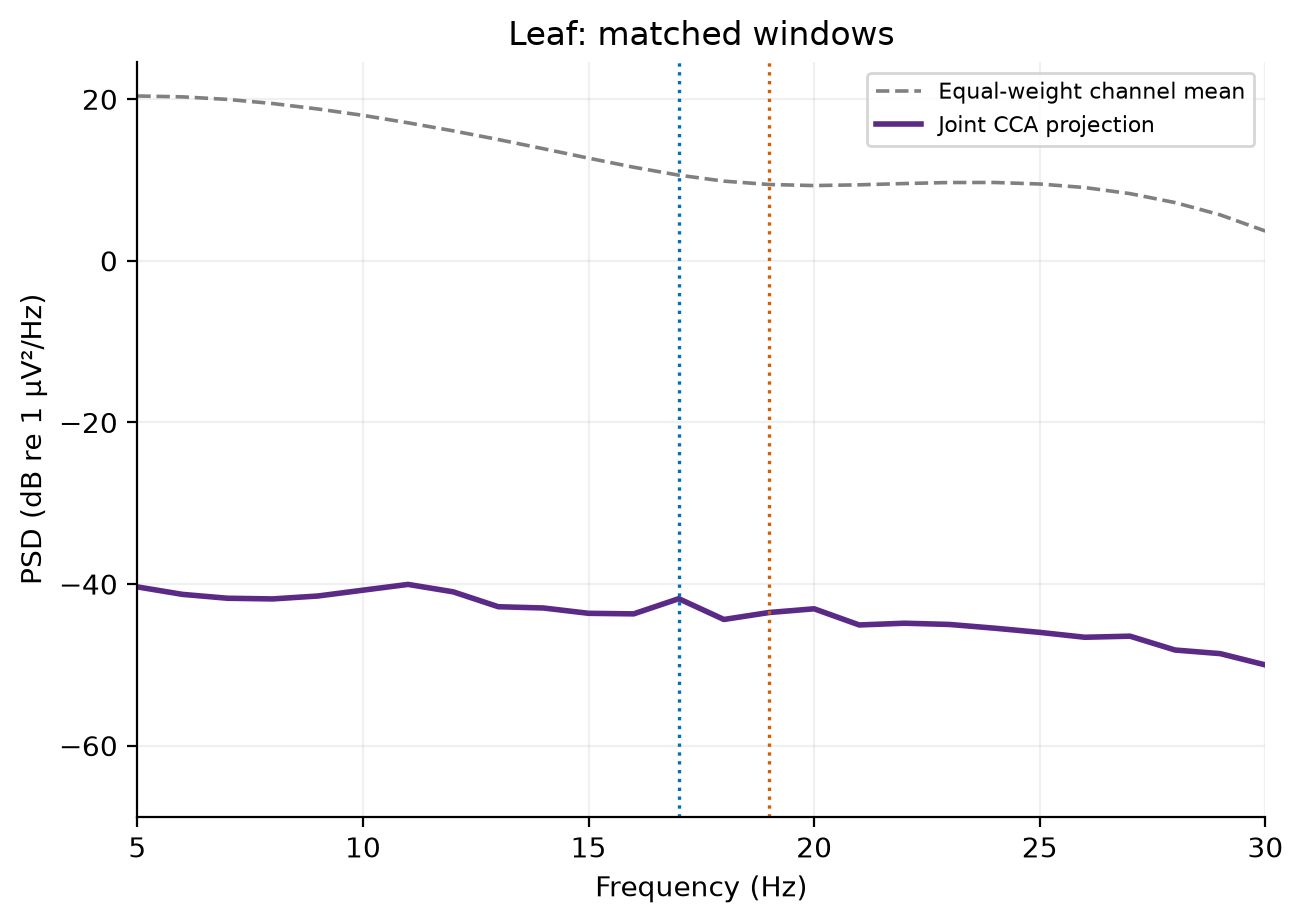 Leaf: matched windows
Equal-weight channel mean
Joint CCA projection
PSD (dB re 1 µV²/Hz)
20
0
−20
−40
−60
5
10
15
20
25
30
Frequency (Hz)